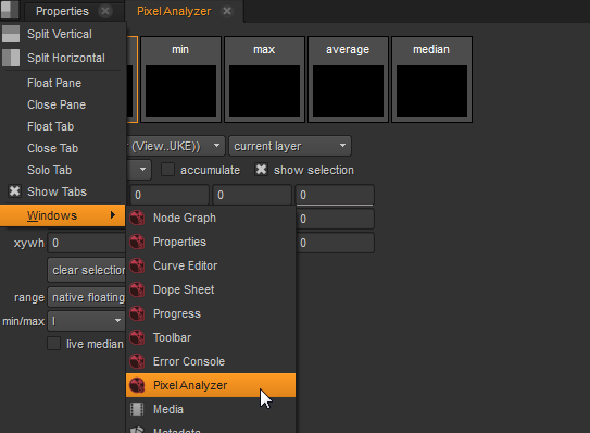 Properties Pixel Analyzer
Split Vertical
Split Horizontal
min max average median
Float Pane
Close Pane
Float Tab
Close Tab
Solo Tab
Show Tabs
Windows
(View..UKE)) current layer
accumulate show selection
0 0 0
0
xywh 0 0
clear selection
range native floating
min/max
live median
Node Graph
Properties
Curve Editor
Dope Sheet
Progress
Toolbar
Error Console
Pixel Analyzer
Media
Metadata